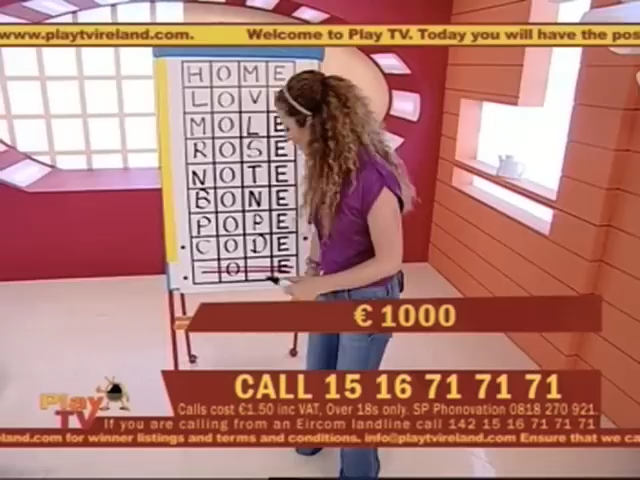 www.playtvireland.com. Welcome to Play TV. Today you will have the pos
HOME
LOV
MOLE
ROSE
NOTE
BONE
POPE
CODE
O E
€ 1000
CALL 15 16 71 71 71
Calls cost €1.50 inc VAT, Over 18s only. SP Phonovation 0818 270 921.
If you are calling from an Eircom landline call 142 15 16 71 71 71
Play
TV
land.com for winner listings and terms and conditions. info@playtvireland.com Ensure that we ca